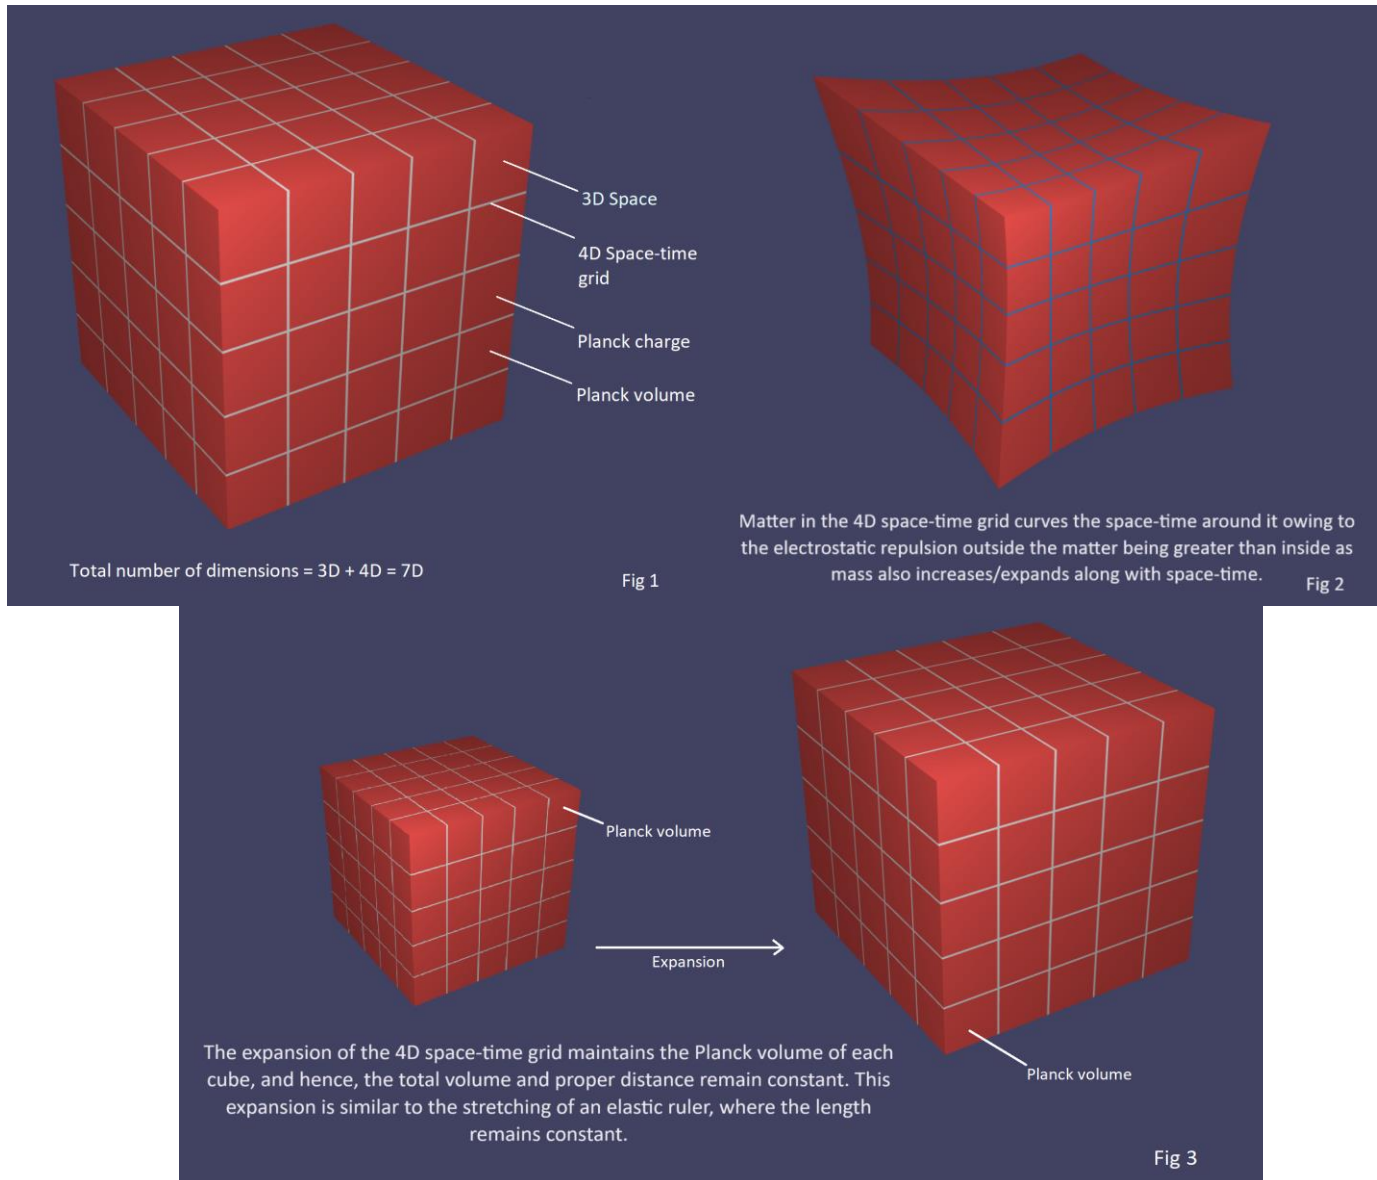 3D Space
4D Space-time
grid
Planck charge
Planck volume
Total number of dimensions = 3D + 4D = 7D
Fig 1
Matter in the 4D space-time grid curves the space-time around it owing to
the electrostatic repulsion outside the matter being greater than inside as
mass also increases/expands along with space-time.
Fig 2
Planck volume
Expansion
The expansion of the 4D space-time grid maintains the Planck volume of each
cube, and hence, the total volume and proper distance remain constant. This
expansion is similar to the stretching of an elastic ruler, where the length
remains constant.
Planck volume
Fig 3